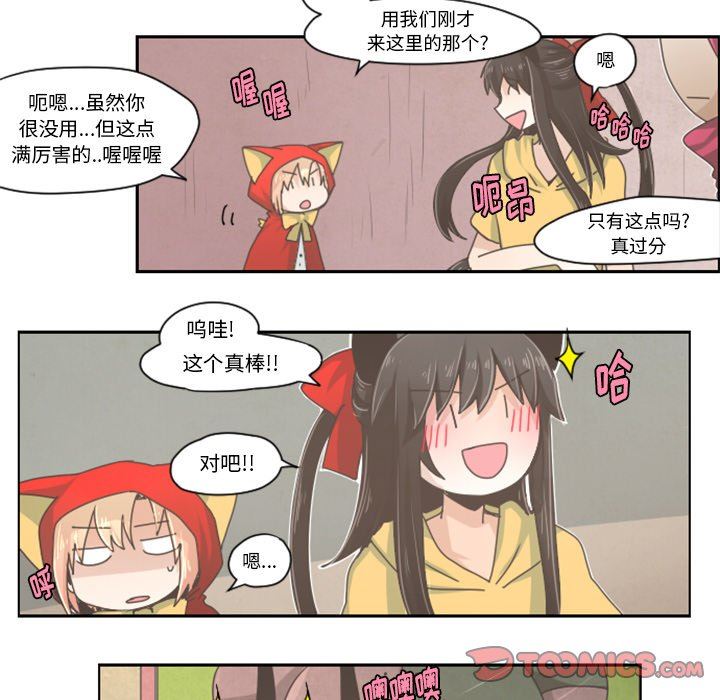 用我们刚才
来这里的那个?
嗯
呃嗯...虽然你
很没用...但这点
满厉害的..喔喔喔
喔喔
哈哈哈
呃昂
只有这点吗?
真过分
呜哇!
这个真棒!!
哈
对吧!!
嗯...
呼
噢噢噢
TOOMICS.COM